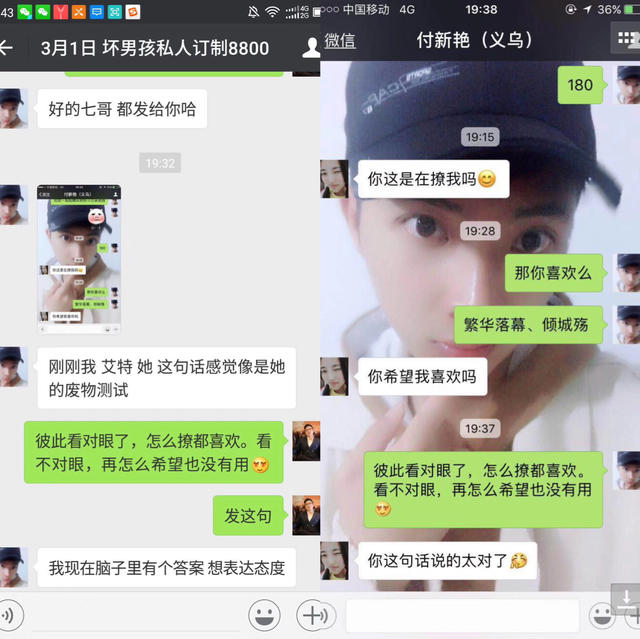 43
4G
2G
3月1日 坏男孩私人订制8800
好的七哥 都发给你哈
19:32
刚刚我 艾特 她 这句话感觉像是她
的废物测试
彼此看对眼了，怎么撩都喜欢。看
不对眼，再怎么希望也没有用😍
发这句
我现在脑子里有个答案 想表达态度
中国移动 4G
19:38
36%
微信
付新艳（义乌）
180
19:15
你这是在撩我吗😊
19:28
那你喜欢么
繁华落幕、倾城殇
你希望我喜欢吗
19:37
彼此看对眼了，怎么撩都喜欢。
看不对眼，再怎么希望也没有用
😍
你这句话说的太对了